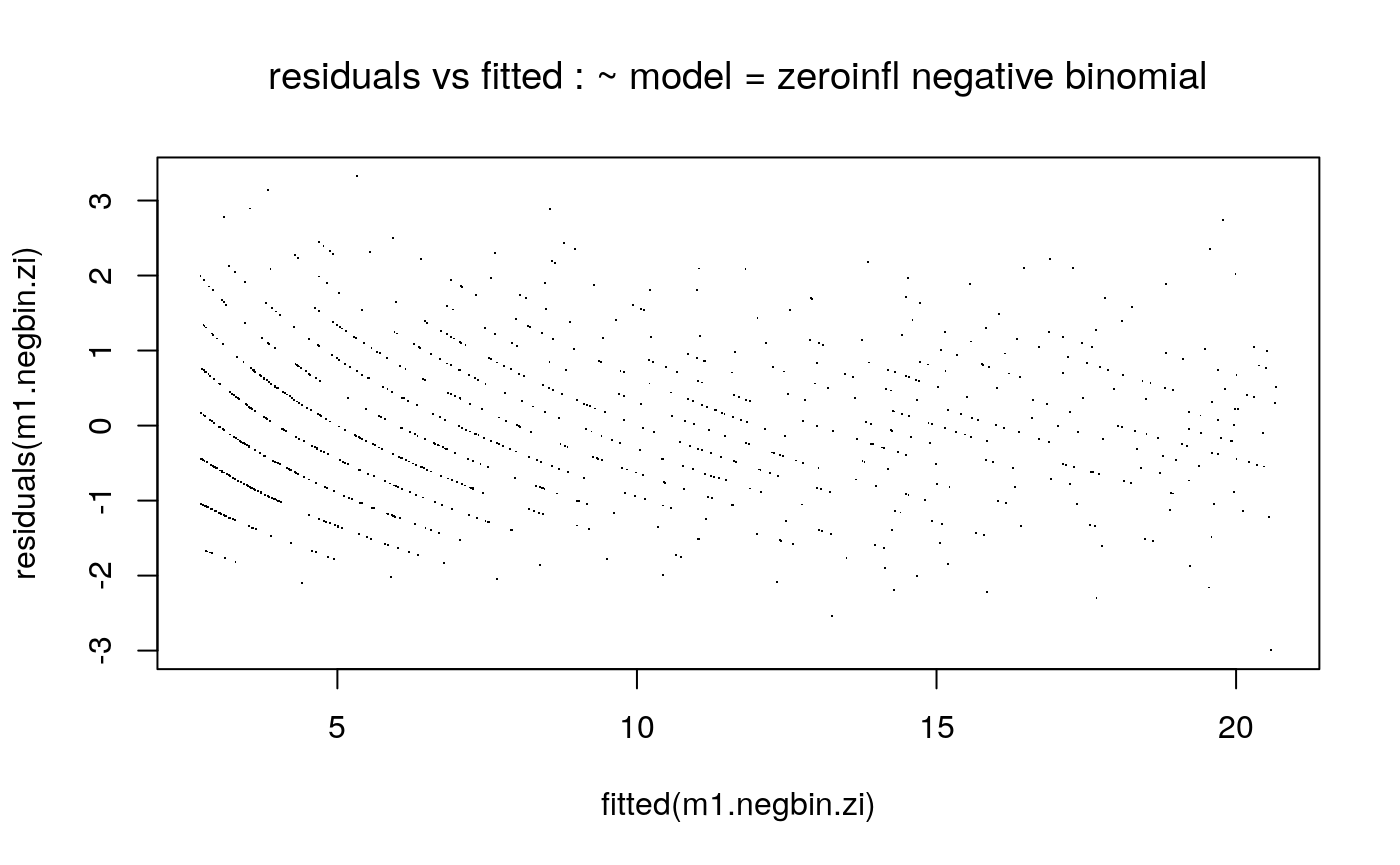 residuals vs fitted : ~ model = zeroinfl negative binomial
residuals(m1.negbin.zi)
3
2
1
0
-1
-2
-3
5 10 15 20
fitted(m1.negbin.zi)